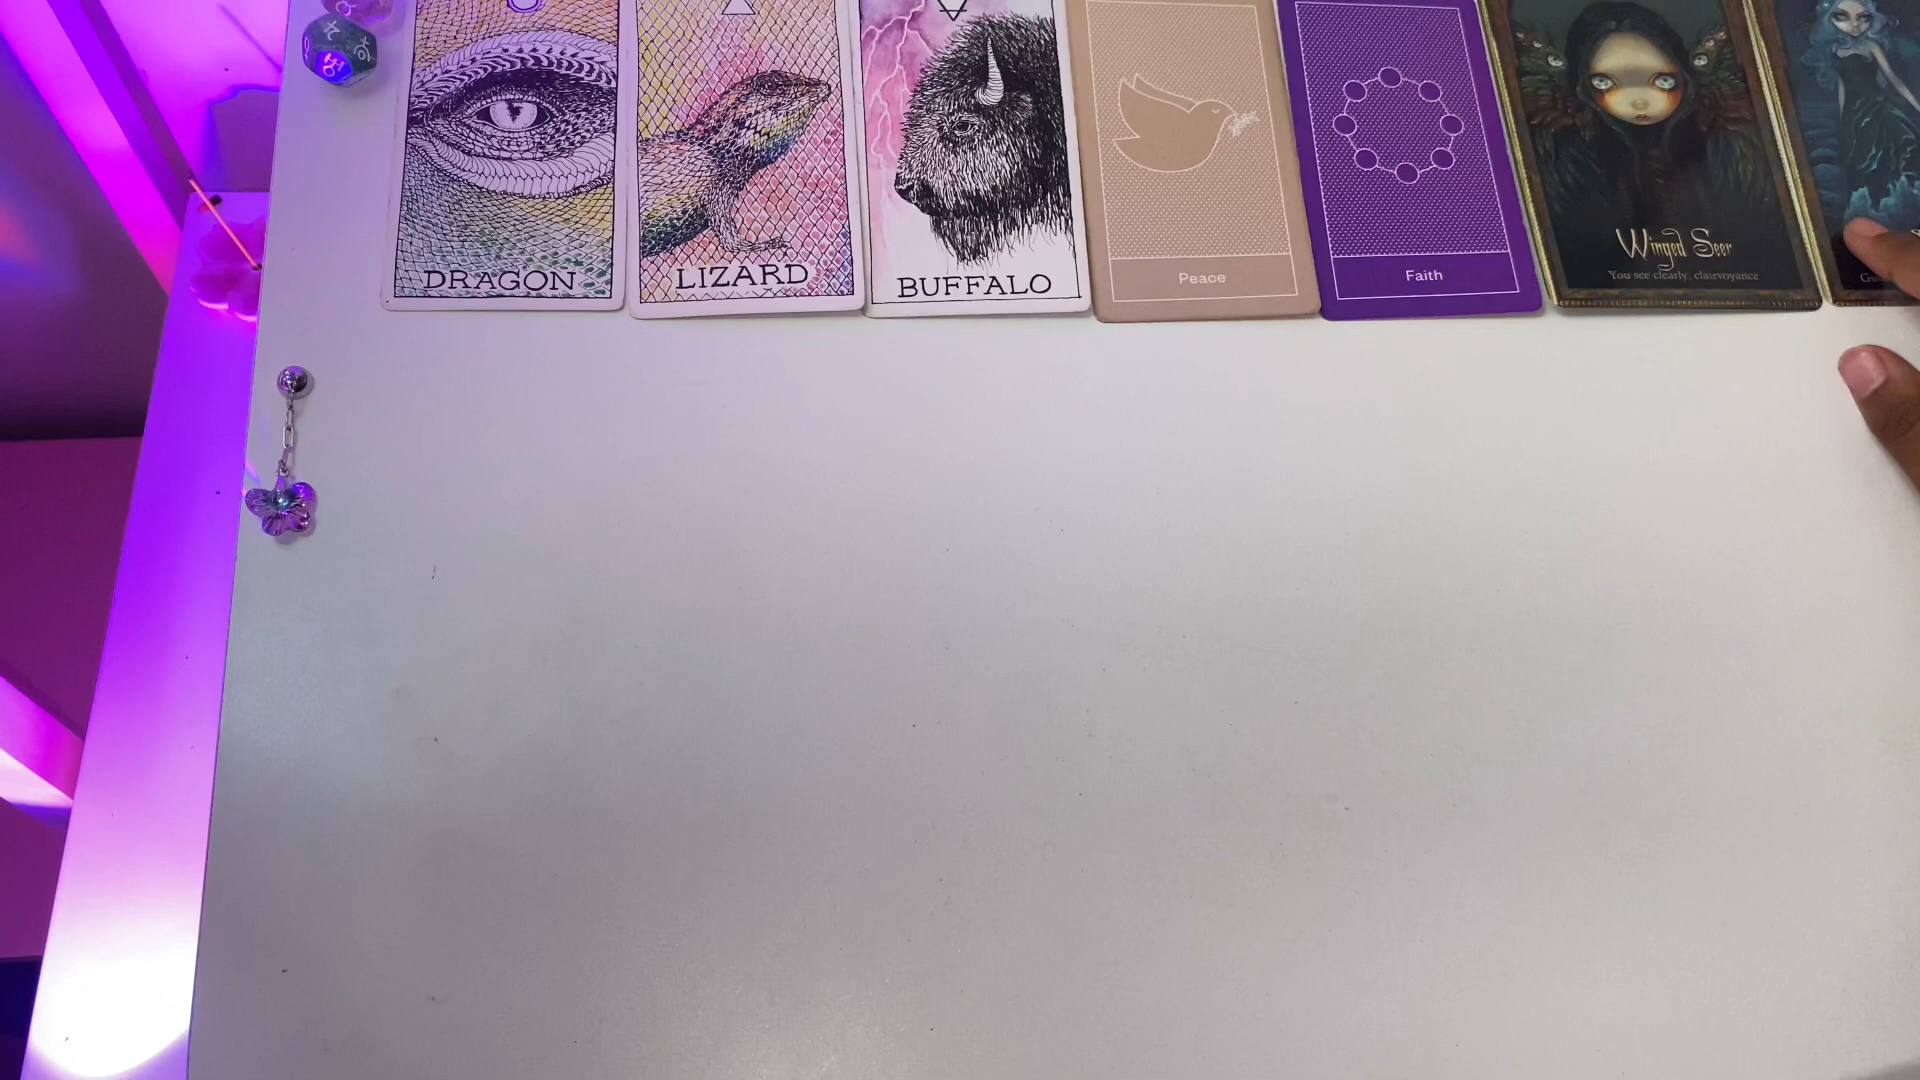 DRAGON
LIZARD
BUFFALO
Peace
Faith
Winged Seer
You see clearly, clairvoyance